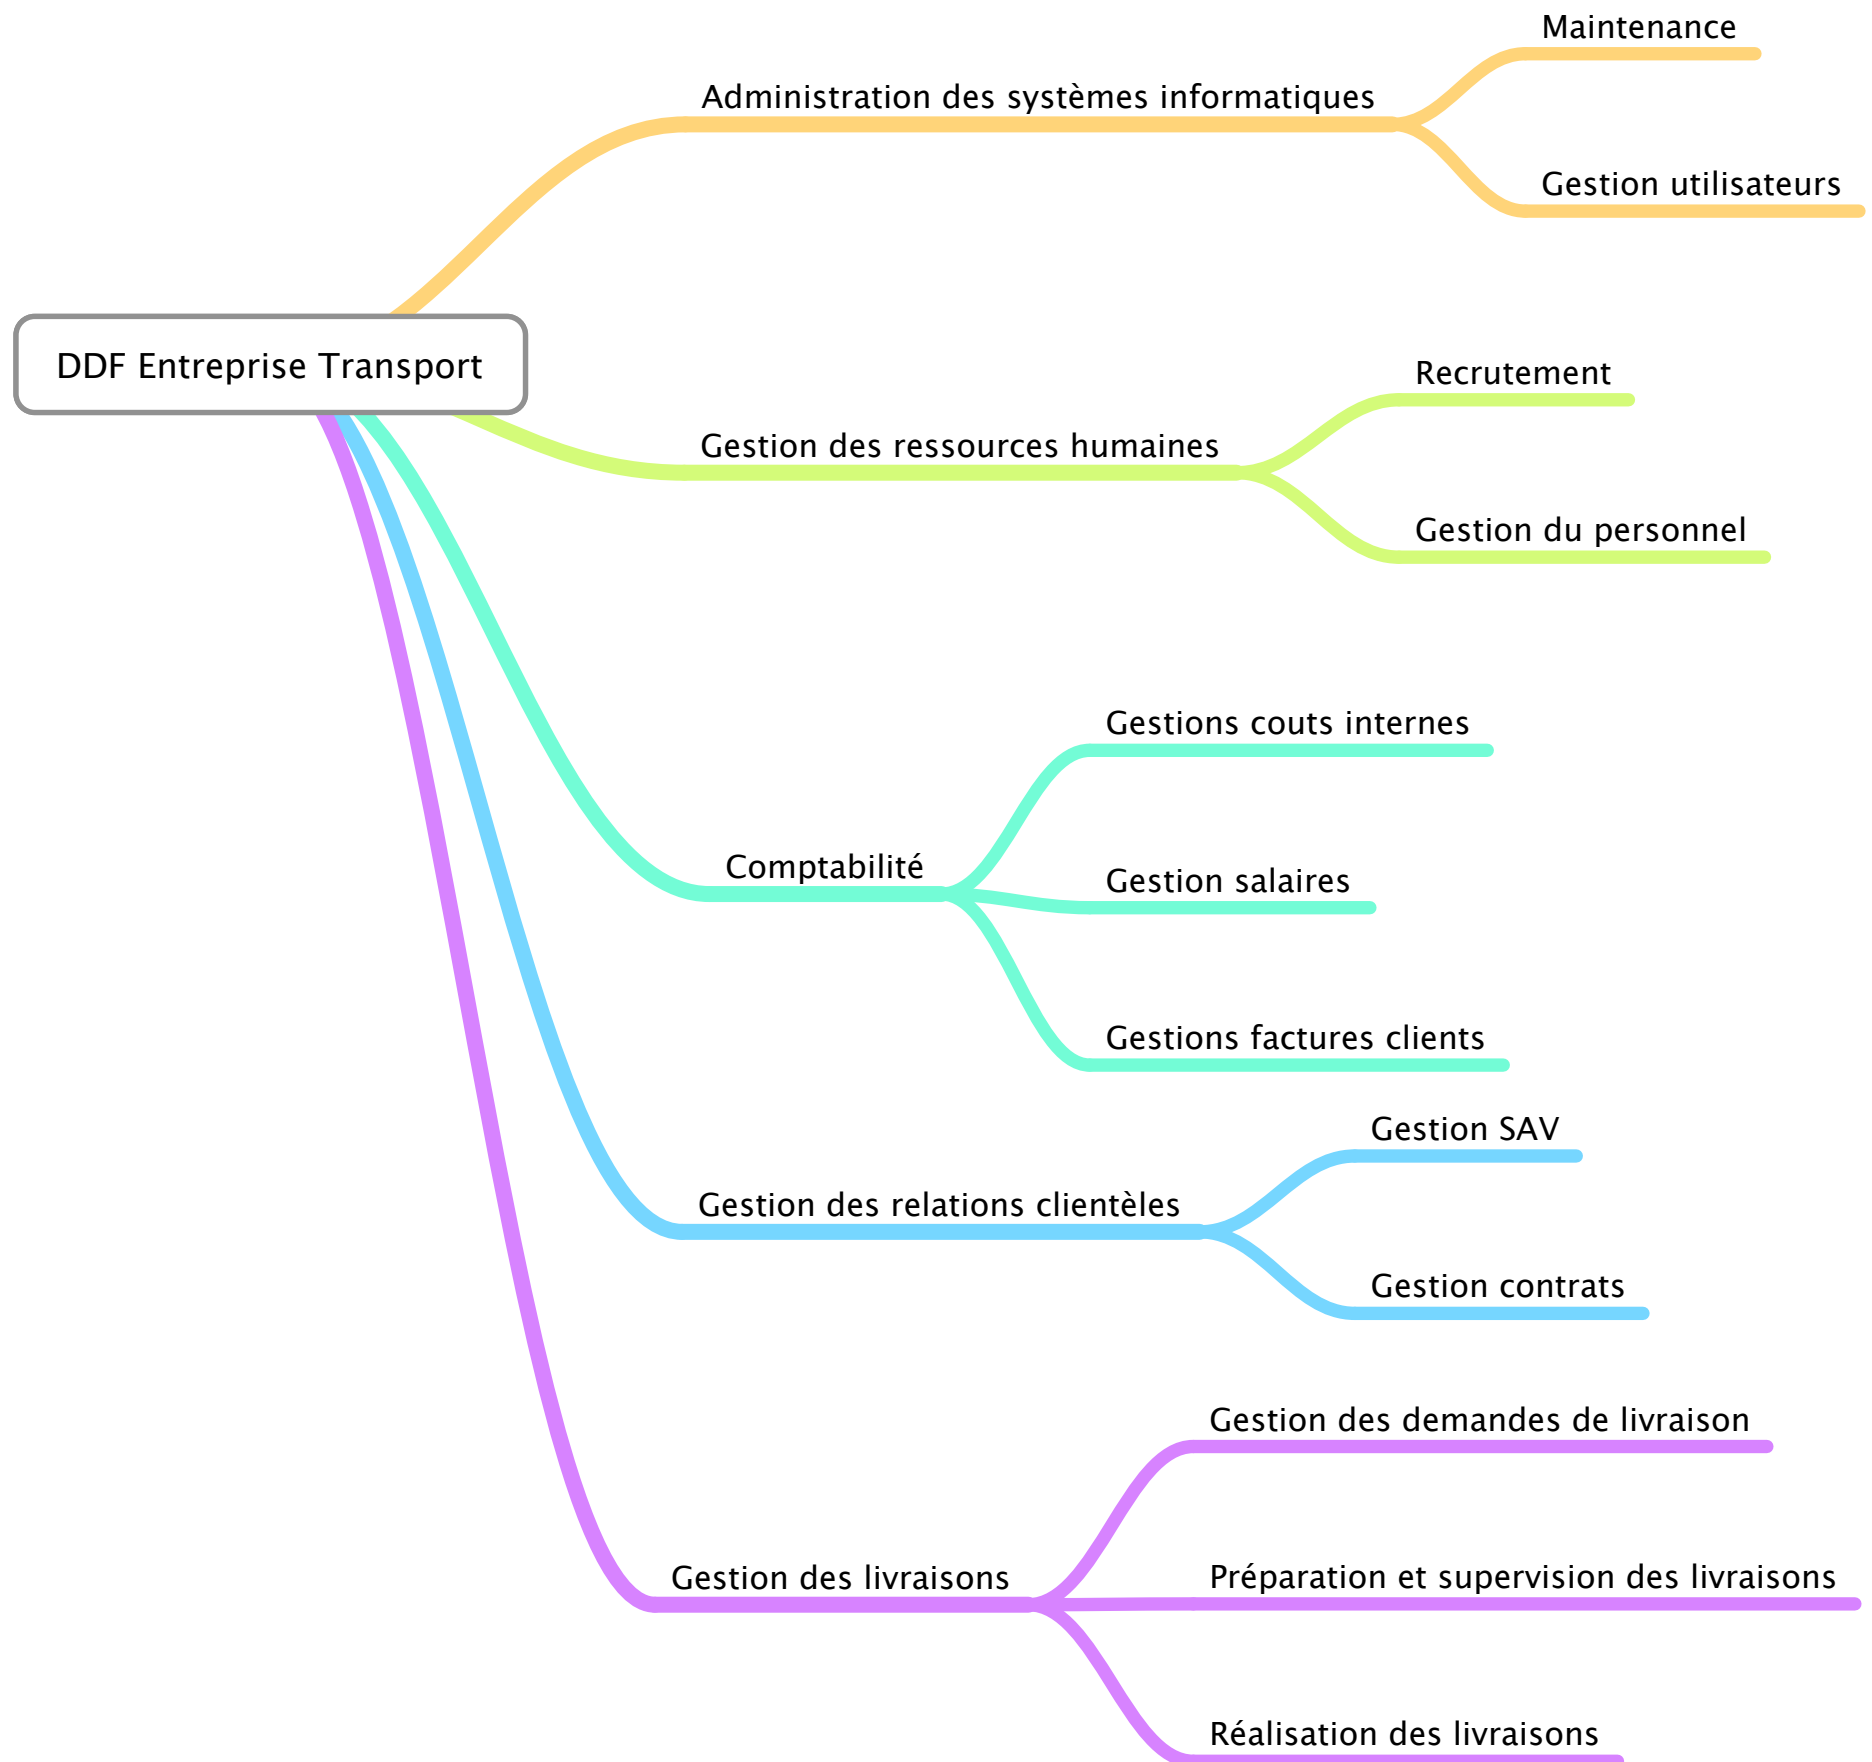 DDF Entreprise Transport
Administration des systèmes informatiques
Maintenance
Gestion utilisateurs
Gestion des ressources humaines
Recrutement
Gestion du personnel
Comptabilité
Gestions couts internes
Gestion salaires
Gestions factures clients
Gestion des relations clientèles
Gestion SAV
Gestion contrats
Gestion des livraisons
Gestion des demandes de livraison
Préparation et supervision des livraisons
Réalisation des livraisons